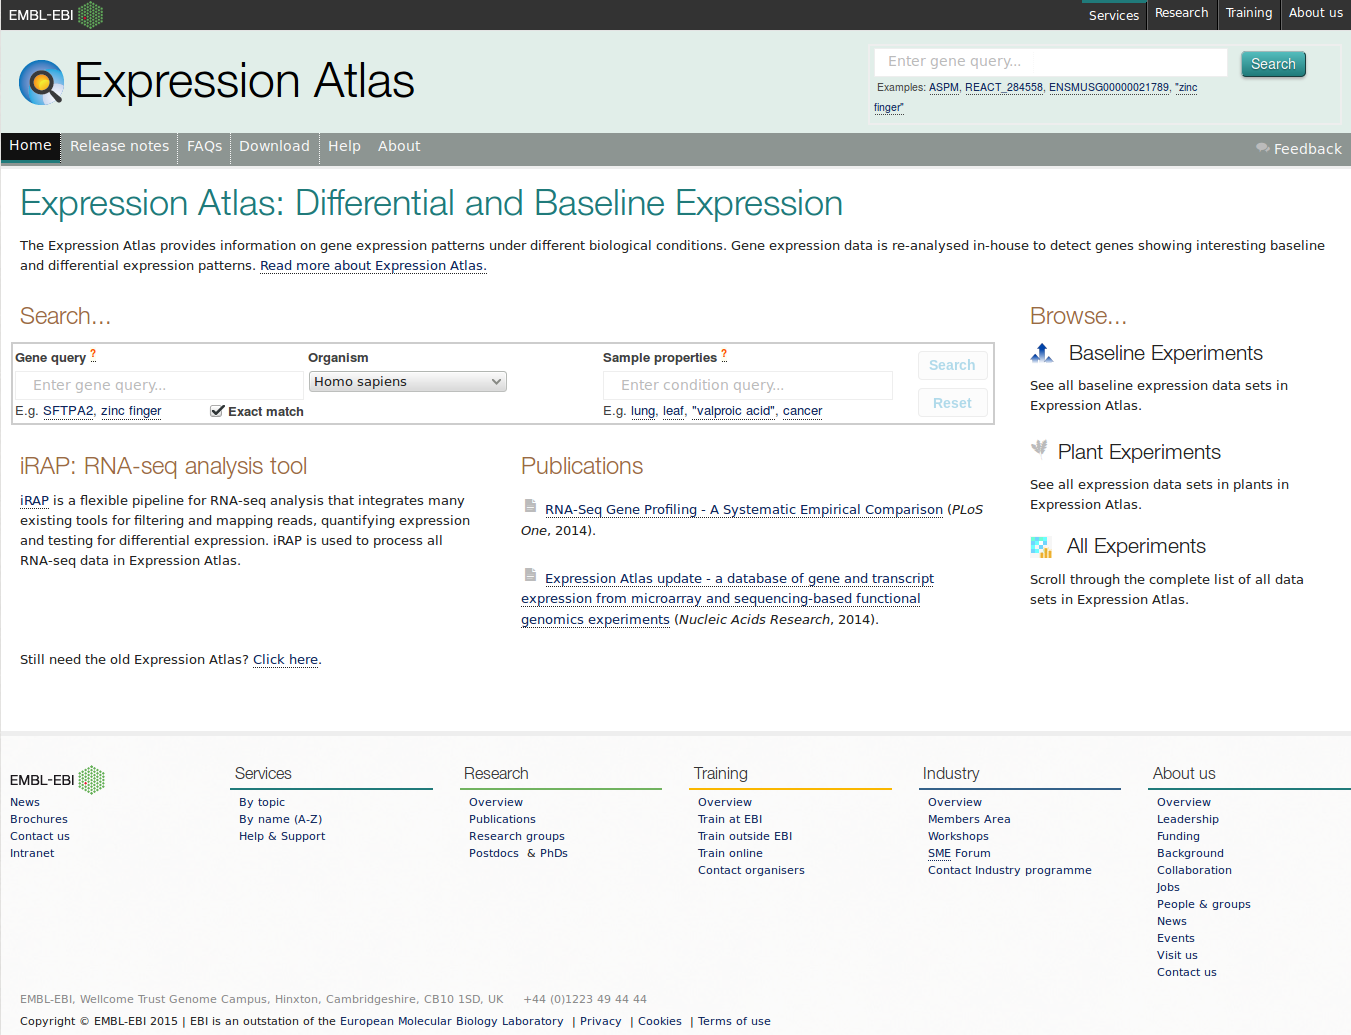 EMBL-EBI
Services Research Training About us
Expression Atlas
Enter gene query...
Search
Examples: ASPM, REACT_284558, ENSMUSG00000021789, "zinc
finger"
Home Release notes FAQs Download Help About
Feedback
Expression Atlas: Differential and Baseline Expression
The Expression Atlas provides information on gene expression patterns under different biological conditions. Gene expression data is re-analysed in-house to detect genes showing interesting baseline
and differential expression patterns. Read more about Expression Atlas.
Search...
Gene query ?
Enter gene query...
E.g. SFTPA2, zinc finger
Exact match
Organism
Homo sapiens
Sample properties ?
Enter condition query...
E.g. lung, leaf, "valproic acid", cancer
Search
Reset
Browse...
Baseline Experiments
See all baseline expression data sets in
Expression Atlas.
Plant Experiments
See all expression data sets in plants in
Expression Atlas.
All Experiments
Scroll through the complete list of all data
sets in Expression Atlas.
iRAP: RNA-seq analysis tool
iRAP is a flexible pipeline for RNA-seq analysis that integrates many
existing tools for filtering and mapping reads, quantifying expression
and testing for differential expression. iRAP is used to process all
RNA-seq data in Expression Atlas.
Publications
RNA-Seq Gene Profiling - A Systematic Empirical Comparison (PLoS
One, 2014).
Expression Atlas update - a database of gene and transcript
expression from microarray and sequencing-based functional
genomics experiments (Nucleic Acids Research, 2014).
Still need the old Expression Atlas? Click here.
EMBL-EBI
News
Brochures
Contact us
Intranet
Services
By topic
By name (A-Z)
Help & Support
Research
Overview
Publications
Research groups
Postdocs & PhDs
Training
Overview
Train at EBI
Train outside EBI
Train online
Contact organisers
Industry
Overview
Members Area
Workshops
SME Forum
Contact Industry programme
About us
Overview
Leadership
Funding
Background
Collaboration
Jobs
People & groups
News
Events
Visit us
Contact us
EMBL-EBI, Wellcome Trust Genome Campus, Hinxton, Cambridgeshire, CB10 1SD, UK +44 (0)1223 49 44 44
Copyright © EMBL-EBI 2015 | EBI is an outstation of the European Molecular Biology Laboratory | Privacy | Cookies | Terms of use